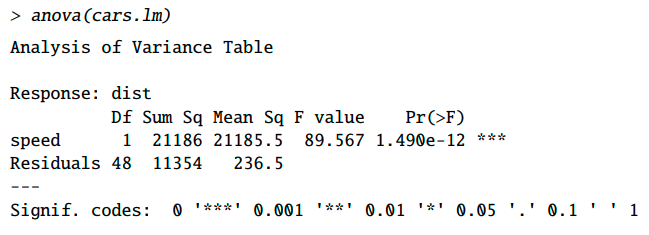 > anova(cars.lm)
Analysis of Variance Table

Response: dist
          Df Sum Sq Mean Sq F value    Pr(>F)
speed      1  21186 21185.5  89.567 1.490e-12 ***
Residuals 48  11354   236.5
---
Signif. codes:  0 '***' 0.001 '**' 0.01 '*' 0.05 '.' 0.1 ' ' 1